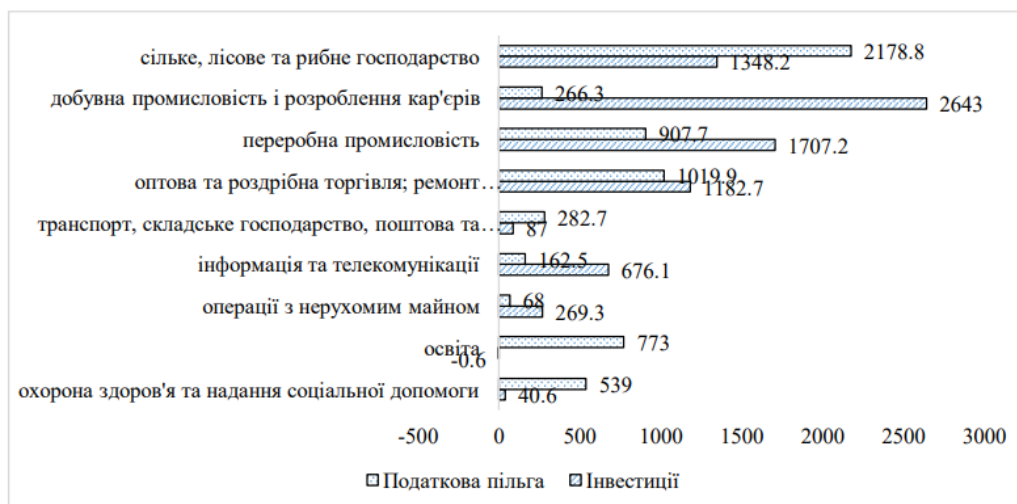 сільке, лісове та рибне господарство
2178.8
1348.2
добувна промисловість і розроблення кар'єрів
266.3
2643
переробна промисловість
907.7
1707.2
оптова та роздрібна торгівля; ремонт…
1019.9
1182.7
транспорт, складське господарство, поштова та…
282.7
87
інформація та телекомунікації
162.5
676.1
операції з нерухомим майном
68
269.3
освіта
773
-0.6
охорона здоров'я та надання соціальної допомоги
539
40.6
-500 0 500 1000 1500 2000 2500 3000
Податкова пільга Інвестиції